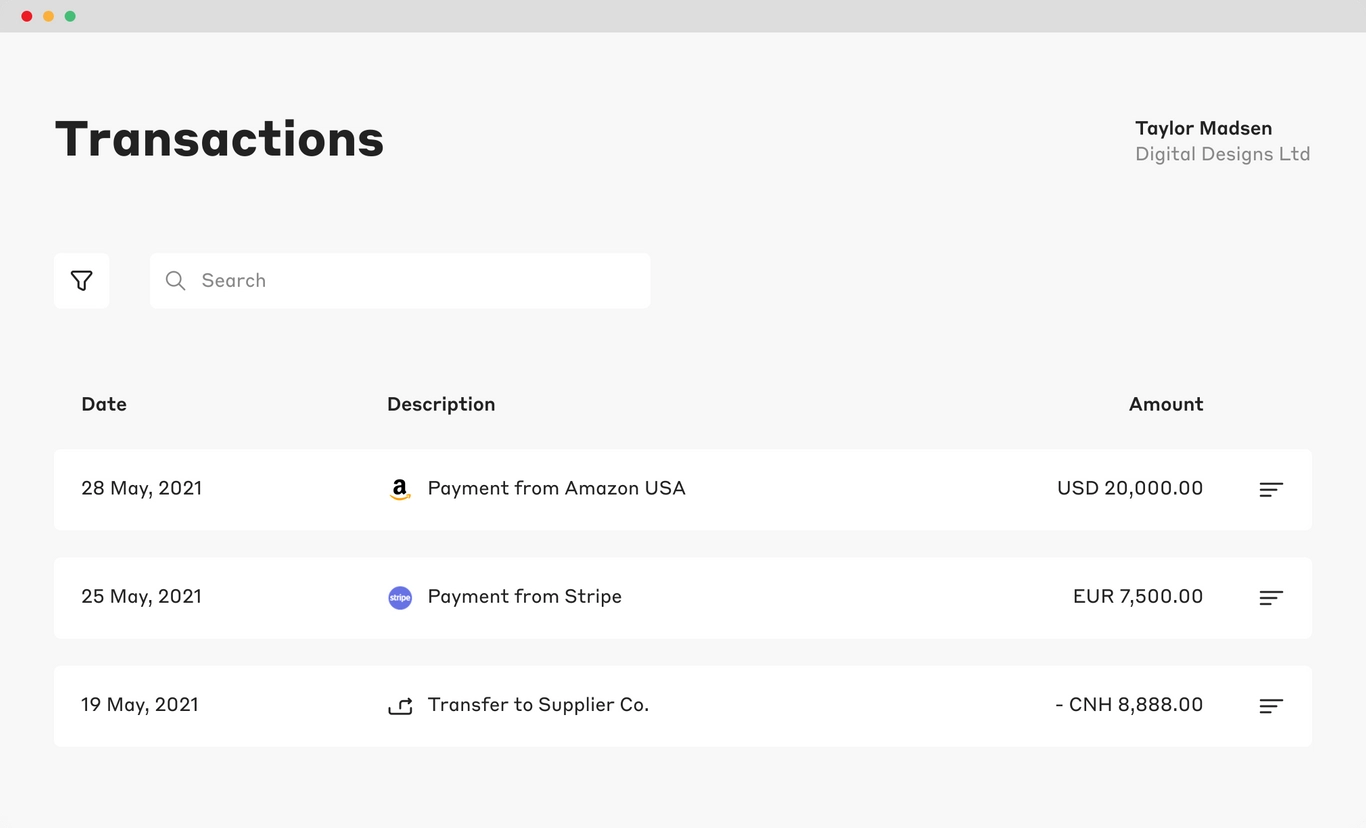 Transactions
Taylor Madsen
Digital Designs Ltd
Search
Date Description Amount
28 May, 2021 a Payment from Amazon USA USD 20,000.00
25 May, 2021 stripe Payment from Stripe EUR 7,500.00
19 May, 2021 Transfer to Supplier Co. - CNH 8,888.00